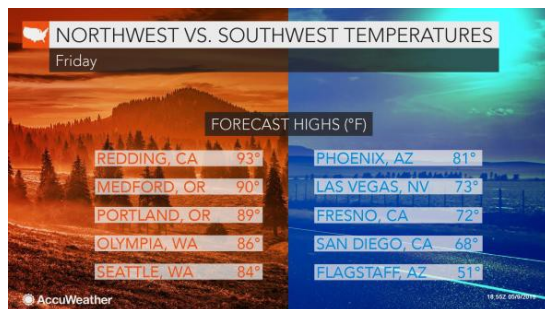 NORTHWEST VS. SOUTHWEST TEMPERATURES
Friday
FORECAST HIGHS (°F)
REDDING, CA 93°
MEDFORD, OR 90°
PORTLAND, OR 89°
OLYMPIA, WA 86°
SEATTLE, WA 84°
PHOENIX, AZ 81°
LAS VEGAS, NV 73°
FRESNO, CA 72°
SAN DIEGO, CA 68°
FLAGSTAFF, AZ 51°
AccuWeather